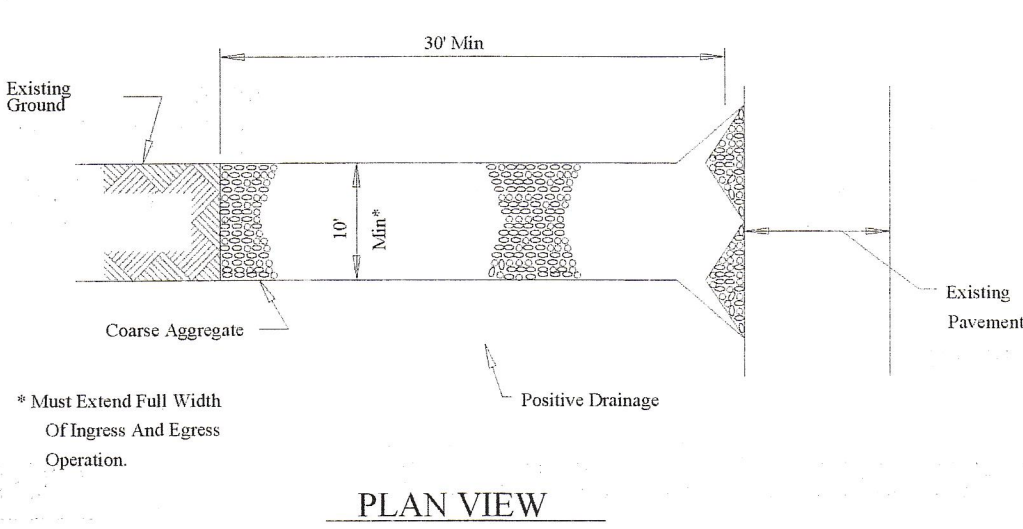 30' Min
Existing
Ground
10'
Min*
Existing
Pavement
Coarse Aggregate
Positive Drainage
* Must Extend Full Width
Of Ingress And Egress
Operation.
PLAN VIEW